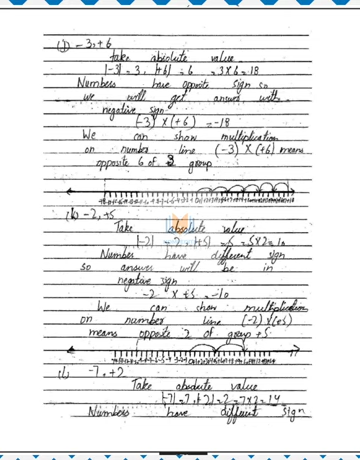 (j) -3, +6
Take absolute value
|-3| = 3, |+6| = 6 = 3×6 = 18
Numbers have opposite sign so
we will get answer with
negative sign
(-3) × (+6) = -18
We can show multiplication
on number line (-3) × (+6) means
opposite 6 of 3 group
(k) -2, +5
Take absolute value
|-2| = 2, |+5| = 5 = 5×2 = 10
Number have different sign
so answer will be in
negative sign
-2 × +5 = -10
We can show multiplication
on number line (-2) × (+5)
means opposite 2 of group +5
(l) -7, +2
Take absolute value
|-7| = 7, |+2| = 2 = 7×2 = 14
Numbers have different sign